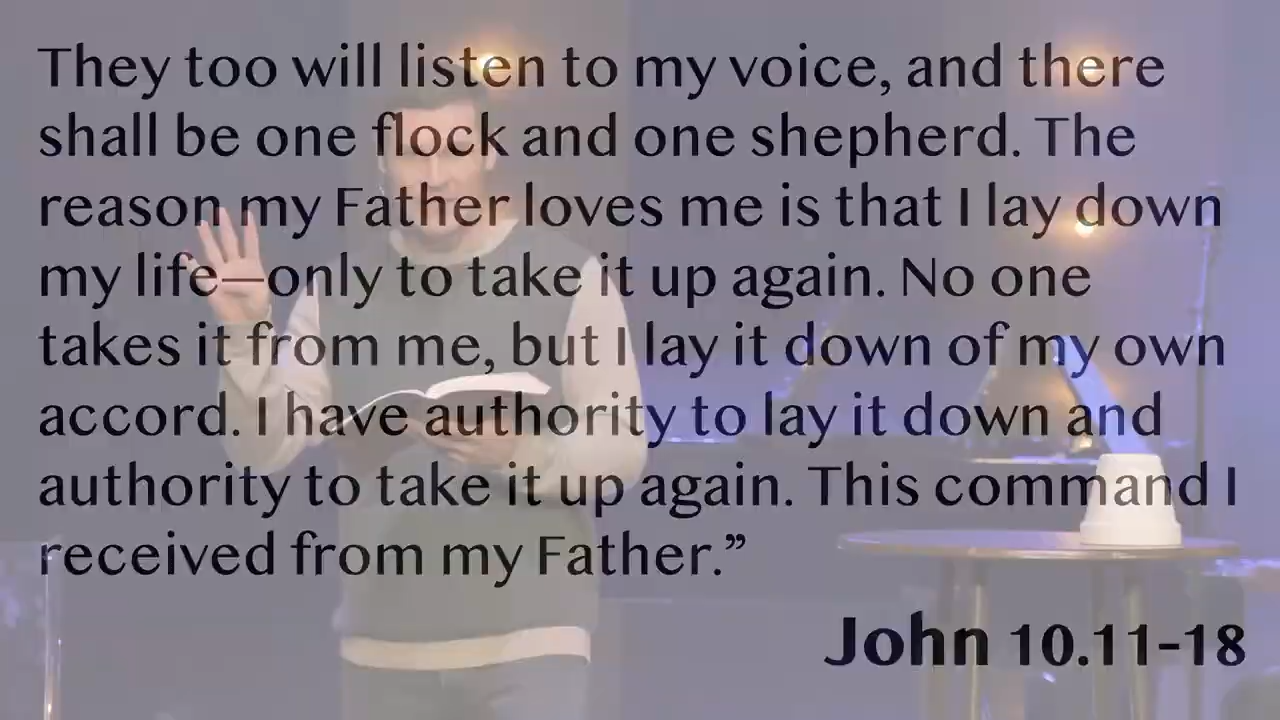 They too will listen to my voice, and there
shall be one flock and one shepherd. The
reason my Father loves me is that I lay down
my life—only to take it up again. No one
takes it from me, but I lay it down of my own
accord. I have authority to lay it down and
authority to take it up again. This command I
received from my Father.”
John 10.11-18